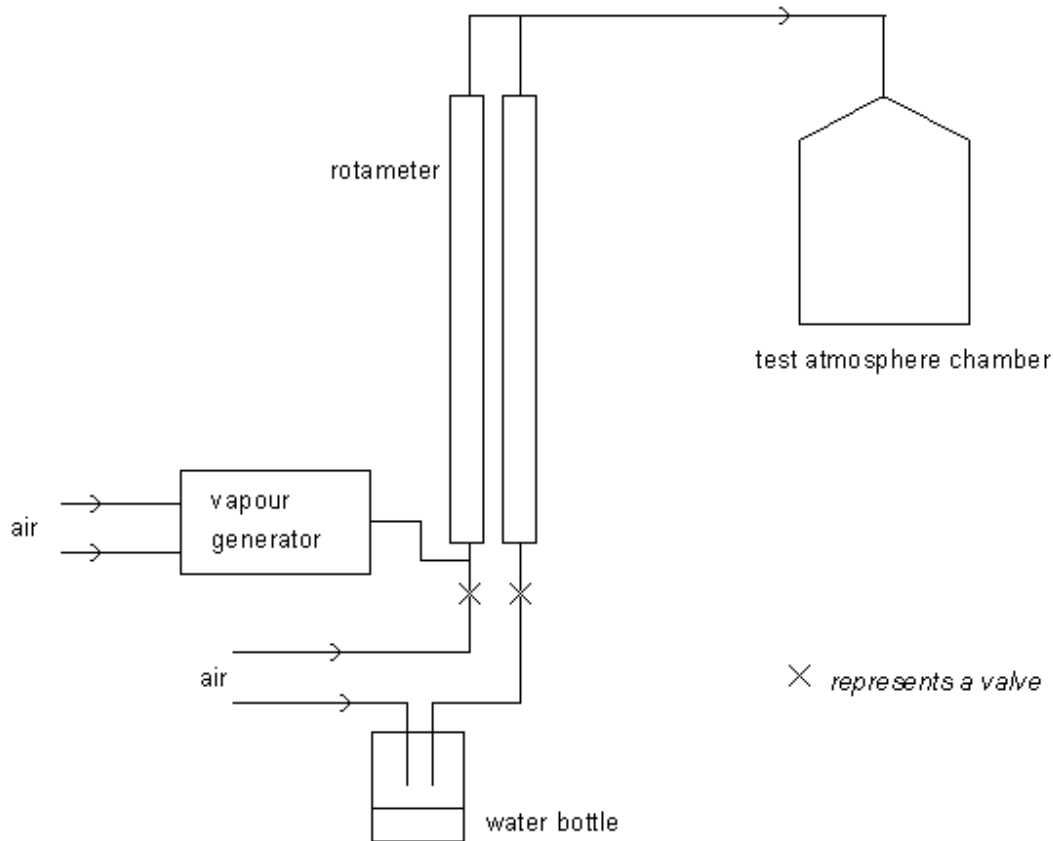 rotameter
test atmosphere chamber
vapour
generator
air
air
represents a valve
water bottle